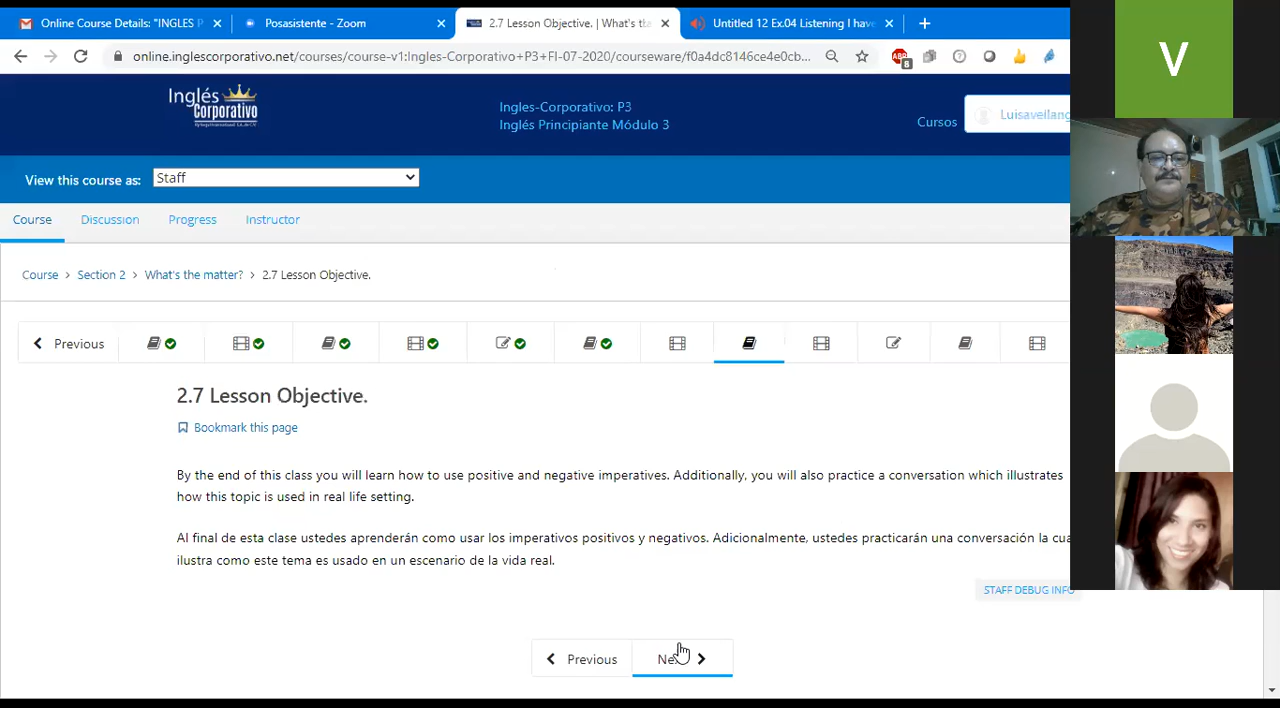 Online Course Details: "INGLES P
Posasistente - Zoom
2.7 Lesson Objective. | What's the
Untitled 12 Ex.04 Listening I have
online.inglescorporativo.net/courses/course-v1:Ingles-Corporativo+P3+FI-07-2020/courseware/f0a4dc8146ce4e0cb...
ABP
8
V
Inglés
Corporativo
Ingles-Corporativo: P3
Inglés Principiante Módulo 3
Cursos
Luisavellang
View this course as:
Staff
Course
Discussion
Progress
Instructor
Course > Section 2 > What's the matter? > 2.7 Lesson Objective.
Previous
2.7 Lesson Objective.
Bookmark this page
By the end of this class you will learn how to use positive and negative imperatives. Additionally, you will also practice a conversation which illustrates
how this topic is used in real life setting.
Al final de esta clase ustedes aprenderán como usar los imperativos positivos y negativos. Adicionalmente, ustedes practicarán una conversación la cua
ilustra como este tema es usado en un escenario de la vida real.
STAFF DEBUG INFO
Previous
Ne